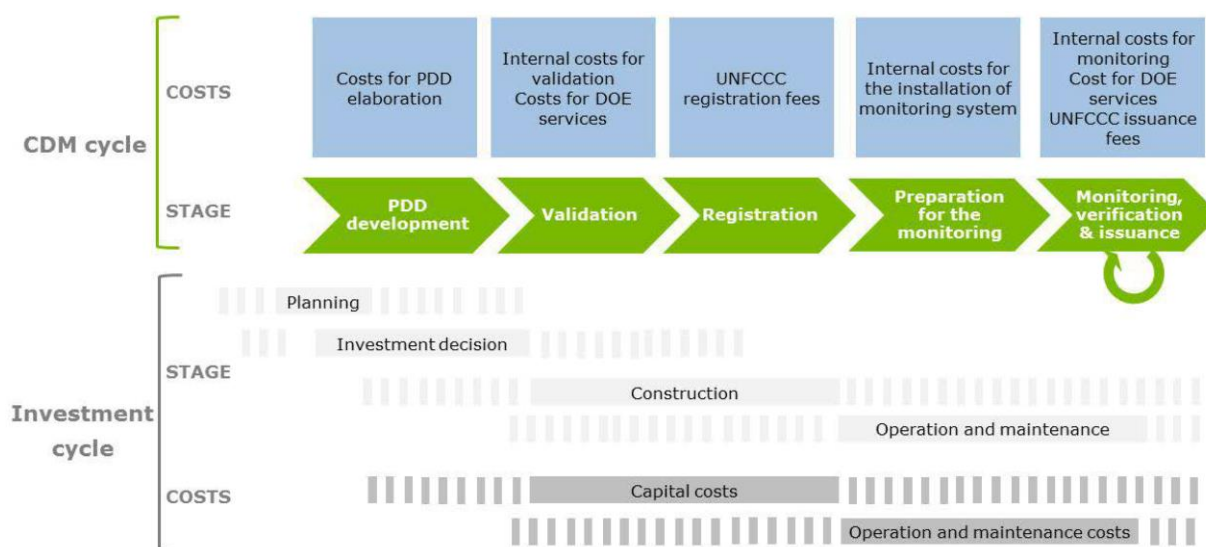 COSTS
Costs for PDD
elaboration
Internal costs for
validation
Costs for DOE
services
UNFCCC
registration fees
Internal costs for
the installation of
monitoring system
Internal costs for
monitoring
Cost for DOE
services
UNFCCC issuance
fees
CDM cycle
STAGE
PDD
development
Validation
Registration
Preparation
for the
monitoring
Monitoring,
verification
& issuance
Planning
Investment decision
STAGE
Construction
Investment
cycle
Operation and maintenance
COSTS
Capital costs
Operation and maintenance costs